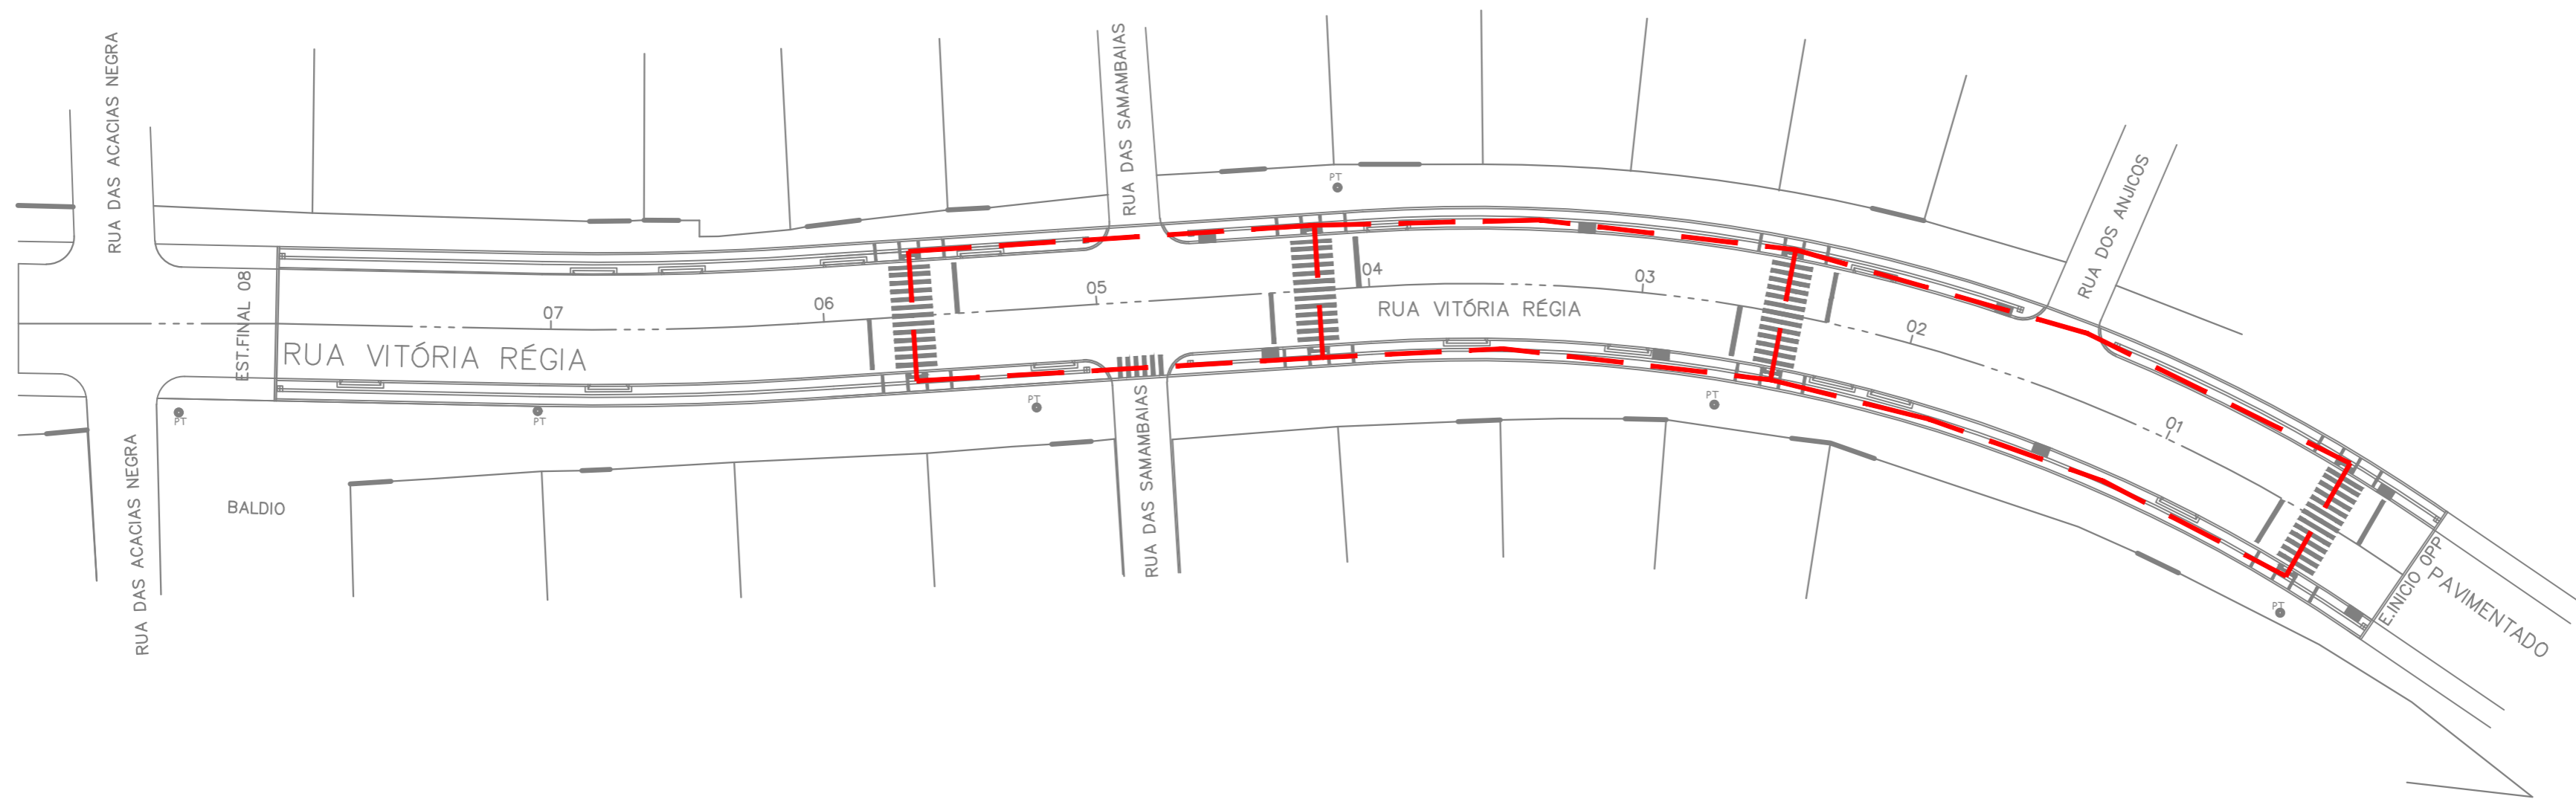 RUA DAS ACACIAS NEGRA
RUA DAS SAMAMBAIAS
RUA DOS ANJICOS
PT
EST.FINAL 08
07
06
05
04
03
02
01
RUA VITÓRIA RÉGIA
RUA VITÓRIA RÉGIA
PT
PT
PT
PT
PT
BALDIO
RUA DAS ACACIAS NEGRA
RUA DAS SAMAMBAIAS
E.INICIO OPP
PAVIMENTADO